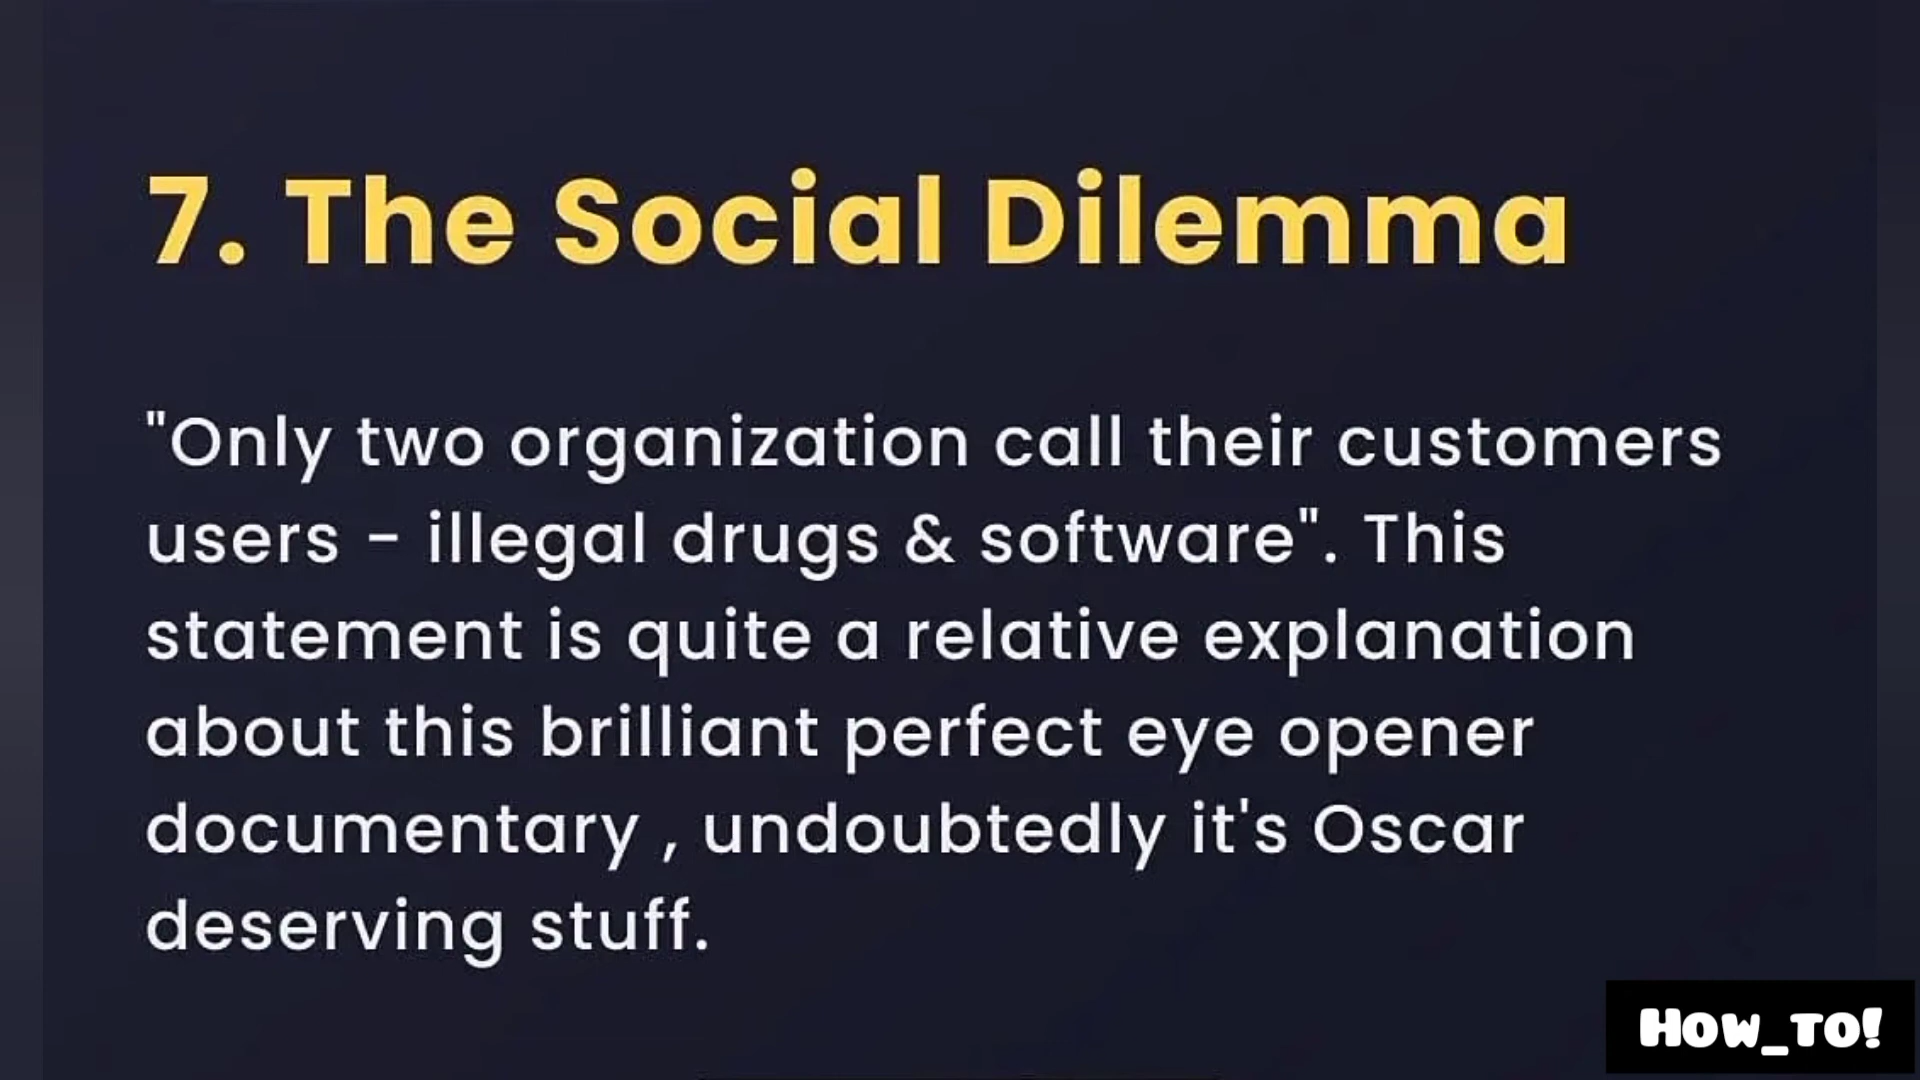 7. The Social Dilemma
"Only two organization call their customers
users - illegal drugs & software". This
statement is quite a relative explanation
about this brilliant perfect eye opener
documentary , undoubtedly it's Oscar
deserving stuff.
How_to!